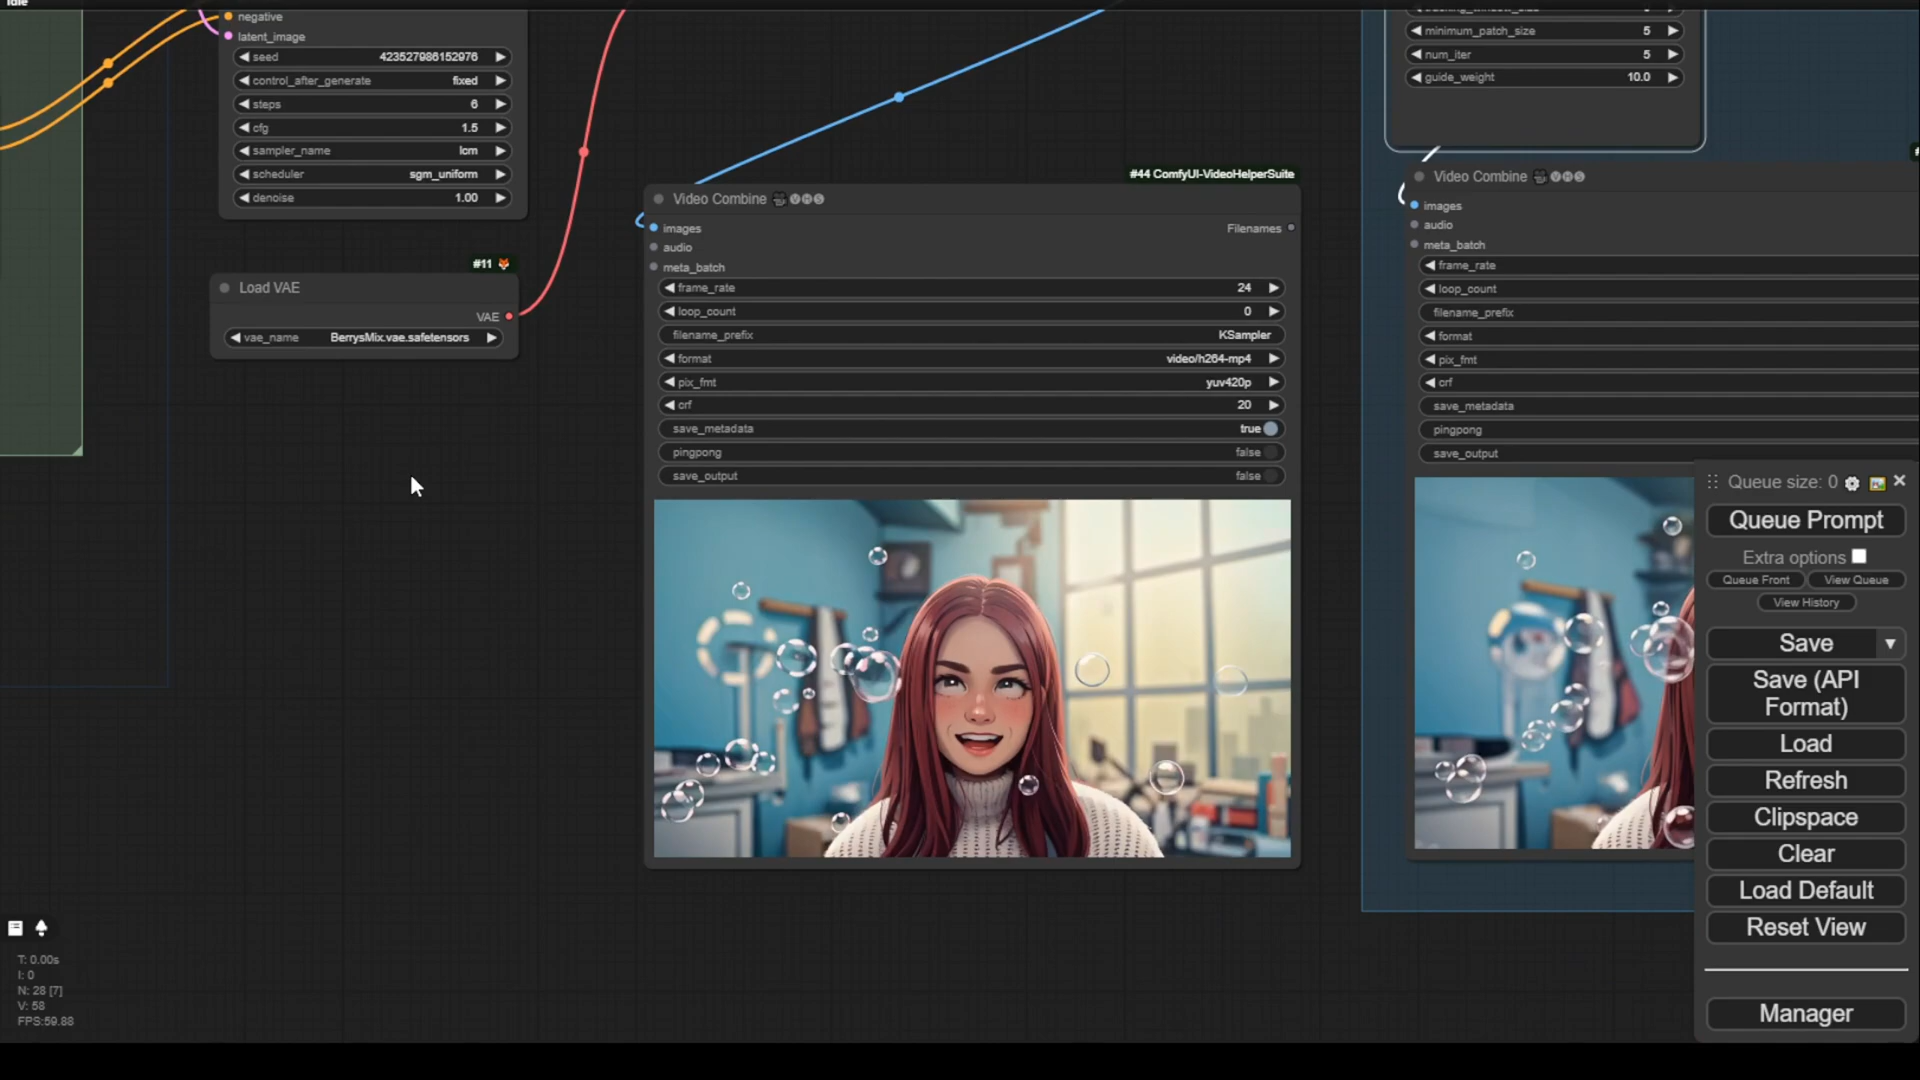 Idle
negative
latent_image
seed 423527986152976
control_after_generate fixed
steps 6
cfg 1.5
sampler_name lcm
scheduler sgm_uniform
denoise 1.00
#11
Load VAE
VAE
vae_name BerrysMix.vae.safetensors
#44 ComfyUI-VideoHelperSuite
Video Combine VHS
images Filenames
audio
meta_batch
frame_rate 24
loop_count 0
filename_prefix KSampler
format video/h264-mp4
pix_fmt yuv420p
crf 20
save_metadata true
pingpong false
save_output false
minimum_patch_size 5
num_iter 5
guide_weight 10.0
#
Video Combine VHS
images
audio
meta_batch
frame_rate
loop_count
filename_prefix
format
pix_fmt
crf
save_metadata
pingpong
save_output
Queue size: 0
Queue Prompt
Extra options
Queue Front View Queue
View History
Save
Save (API
Format)
Load
Refresh
Clipspace
Clear
Load Default
Reset View
Manager
T: 0.00s
I: 0
N: 28 [7]
V: 58
FPS:59.88